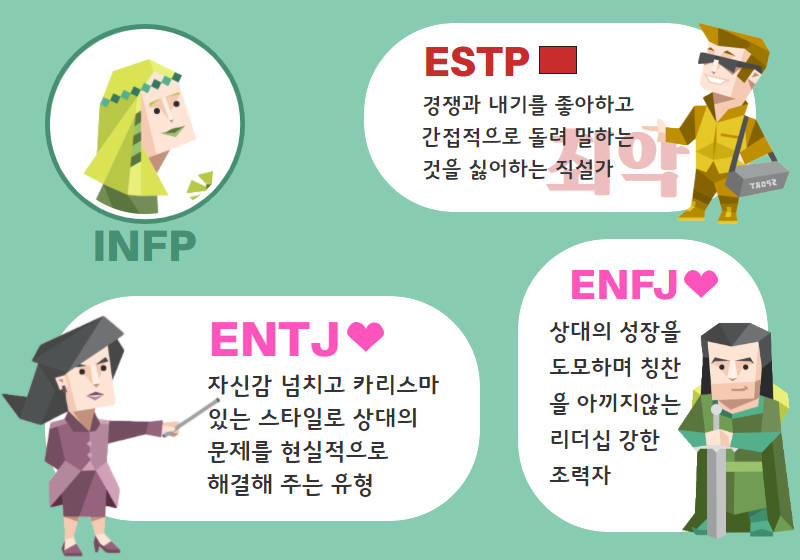 INFP
ESTP
경쟁과 내기를 좋아하고
간접적으로 돌려 말하는
것을 싫어하는 직설가
최악
SPORT
ENTJ
자신감 넘치고 카리스마
있는 스타일로 상대의
문제를 현실적으로
해결해 주는 유형
ENFJ
상대의 성장을
도모하며 칭찬
을 아끼지않는
리더십 강한
조력자